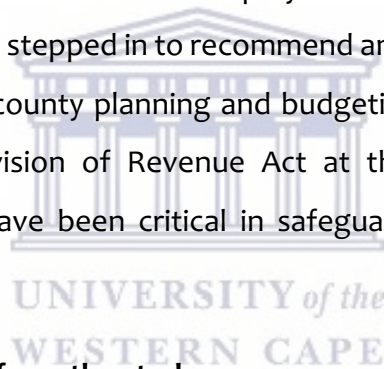 stepped in to recommend an
county planning and budgeti
vision of Revenue Act at th
ave been critical in safegua
UNIVERSITY of the
WESTERN CAPE